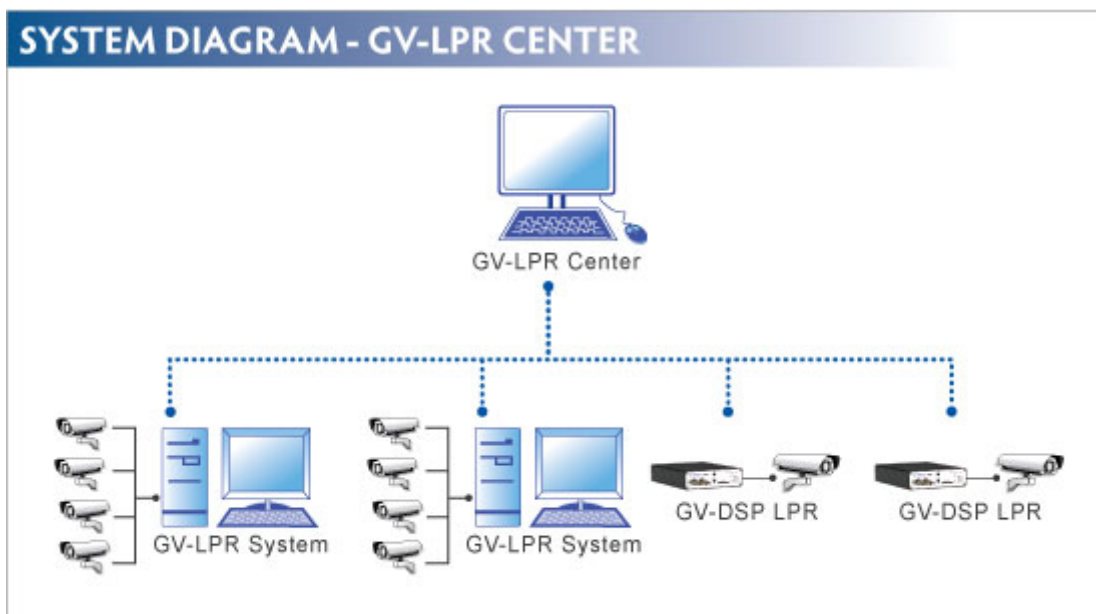 SYSTEM DIAGRAM - GV-LPR CENTER
GV-LPR Center
GV-LPR System
GV-LPR System
GV-DSP LPR
GV-DSP LPR